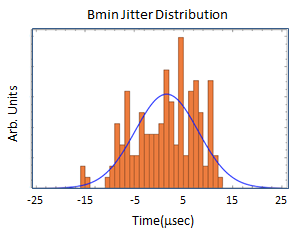 Bmin Jitter Distribution
Arb. Units
-25 -15 -5 5 15 25
Time(μsec)